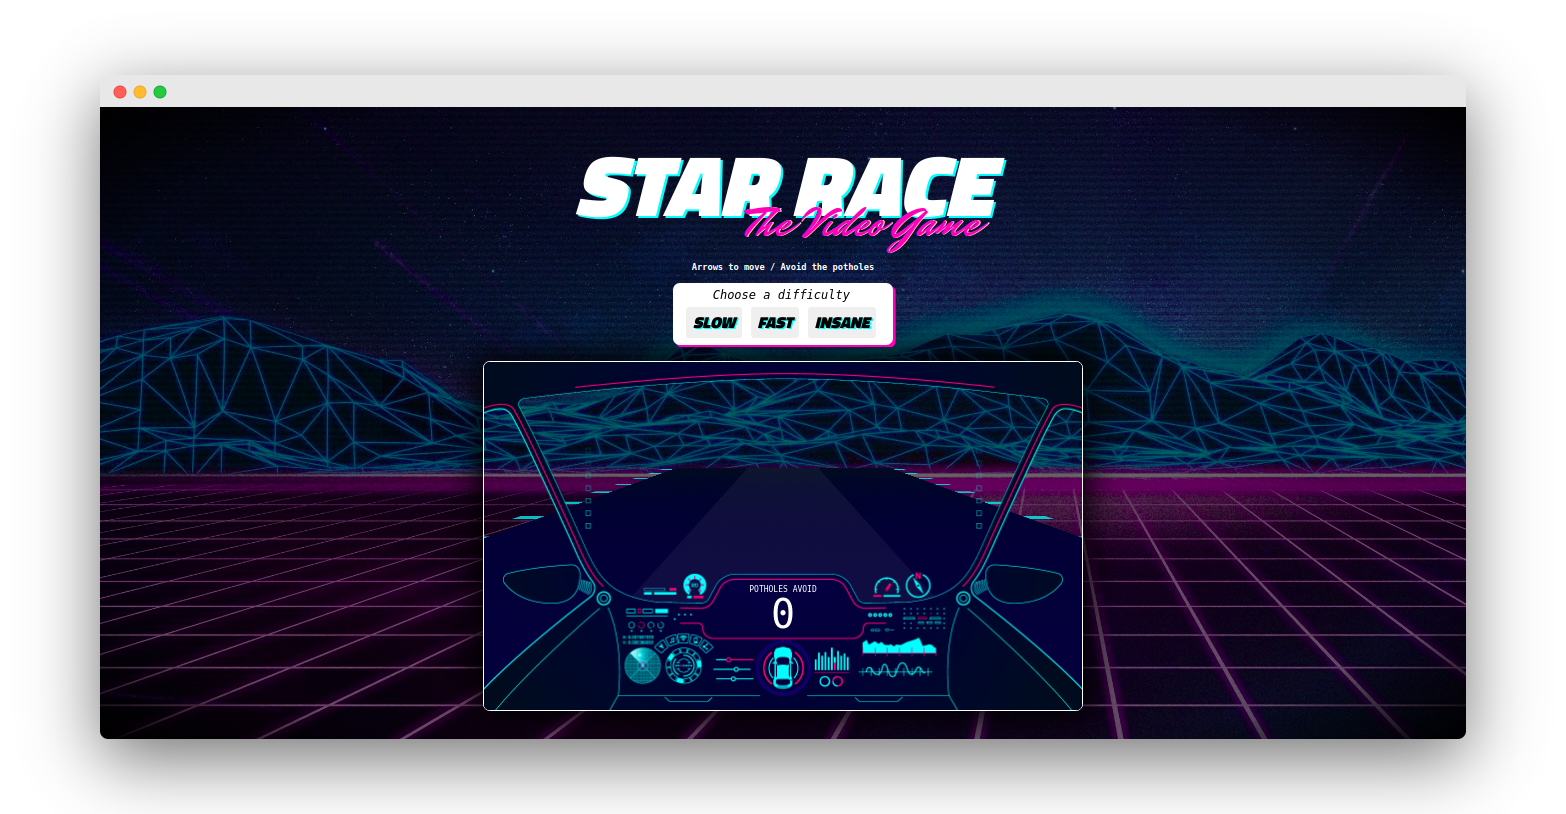 STAR RACE
The Video Game
Arrows to move / Avoid the potholes
Choose a difficulty
SLOW FAST INSANE
N
POTHOLES AVOID
0